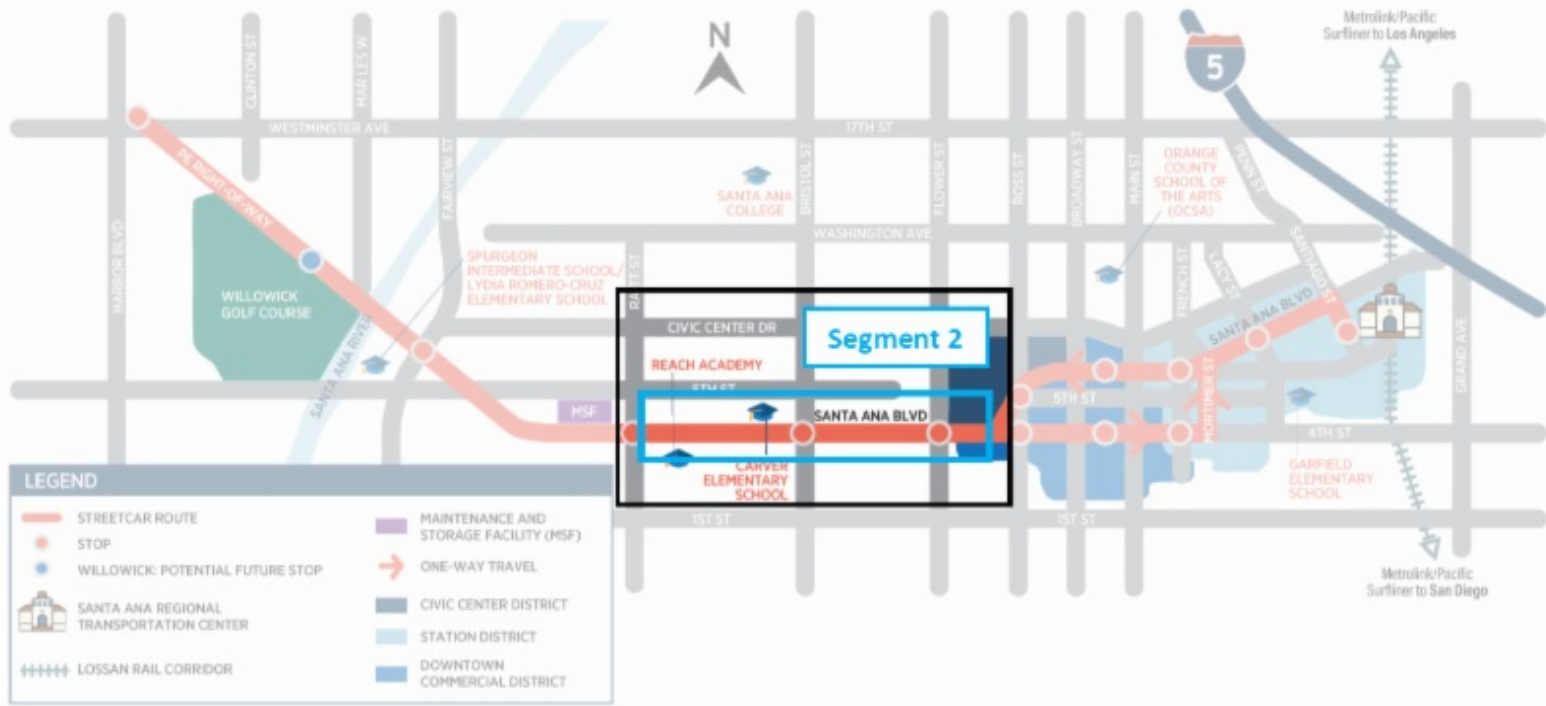 Metrolink/Pacific
Surfliner to Los Angeles
N
5
CLINTON ST
WESTMINSTER AVE
17TH ST
PE RIGHT-OF-WAY
FAIRVIEW ST
BRISTOL ST
FLOWER ST
ROSS ST
BROADWAY ST
MAIN ST
PENN ST
ORANGE
COUNTY
SCHOOL OF
THE ARTS
(OCSA)
SANTA ANA
COLLEGE
WASHINGTON AVE
HARBOR BLVD
SPURGEON
INTERMEDIATE SCHOOL/
LYDIA ROMERO-CRUZ
ELEMENTARY SCHOOL
WILLOWICK
GOLF COURSE
SANTA ANA RIVER
FRENCH ST
LACY ST
SANTIAGO ST
SANTA ANA BLVD
GRAND AVE
CIVIC CENTER DR
Segment 2
REACH ACADEMY
5TH ST
5TH ST
MSF
SANTA ANA BLVD
MORTIMER ST
4TH ST
CARVER
ELEMENTARY
SCHOOL
GARFIELD
ELEMENTARY
SCHOOL
1ST ST
1ST ST
Metrolink/Pacific
Surfliner to San Diego
LEGEND
STREETCAR ROUTE
STOP
WILLOWICK: POTENTIAL FUTURE STOP
SANTA ANA REGIONAL
TRANSPORTATION CENTER
LOSSAN RAIL CORRIDOR
MAINTENANCE AND
STORAGE FACILITY (MSF)
ONE-WAY TRAVEL
CIVIC CENTER DISTRICT
STATION DISTRICT
DOWNTOWN
COMMERCIAL DISTRICT